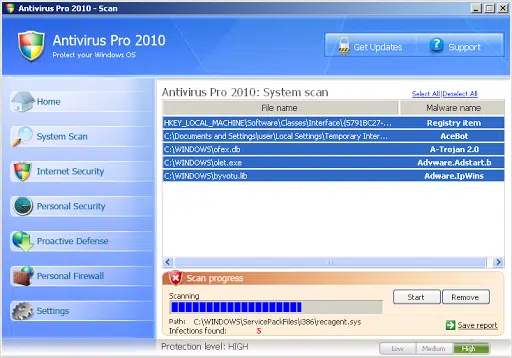 Antivirus Pro 2010 - Scan
Antivirus Pro 2010
Protect your Windows OS
Get Updates
Support
Home
System Scan
Internet Security
Personal Security
Proactive Defense
Personal Firewall
Settings
Antivirus Pro 2010: System scan
Select All|Deselect All
File name Malware name
HKEY_LOCAL_MACHINE\Software\Classes\Interface\{5791BC27-... Registry item
C:\Documents and Settings\user\Local Settings\Temporary Inter... AceBot
C:\WINDOWS\ofex.db A-Trojan 2.0
C:\WINDOWS\olet.exe Advware.Adstart.b
C:\WINDOWS\byvotu.lib Adware.IpWins
Scan progress
Scanning
Start
Remove
Path: C:\WINDOWS\ServicePackFiles\i386\recagent.sys
Infections found: 5
Save report
Protection level: HIGH
Low
Medium
High